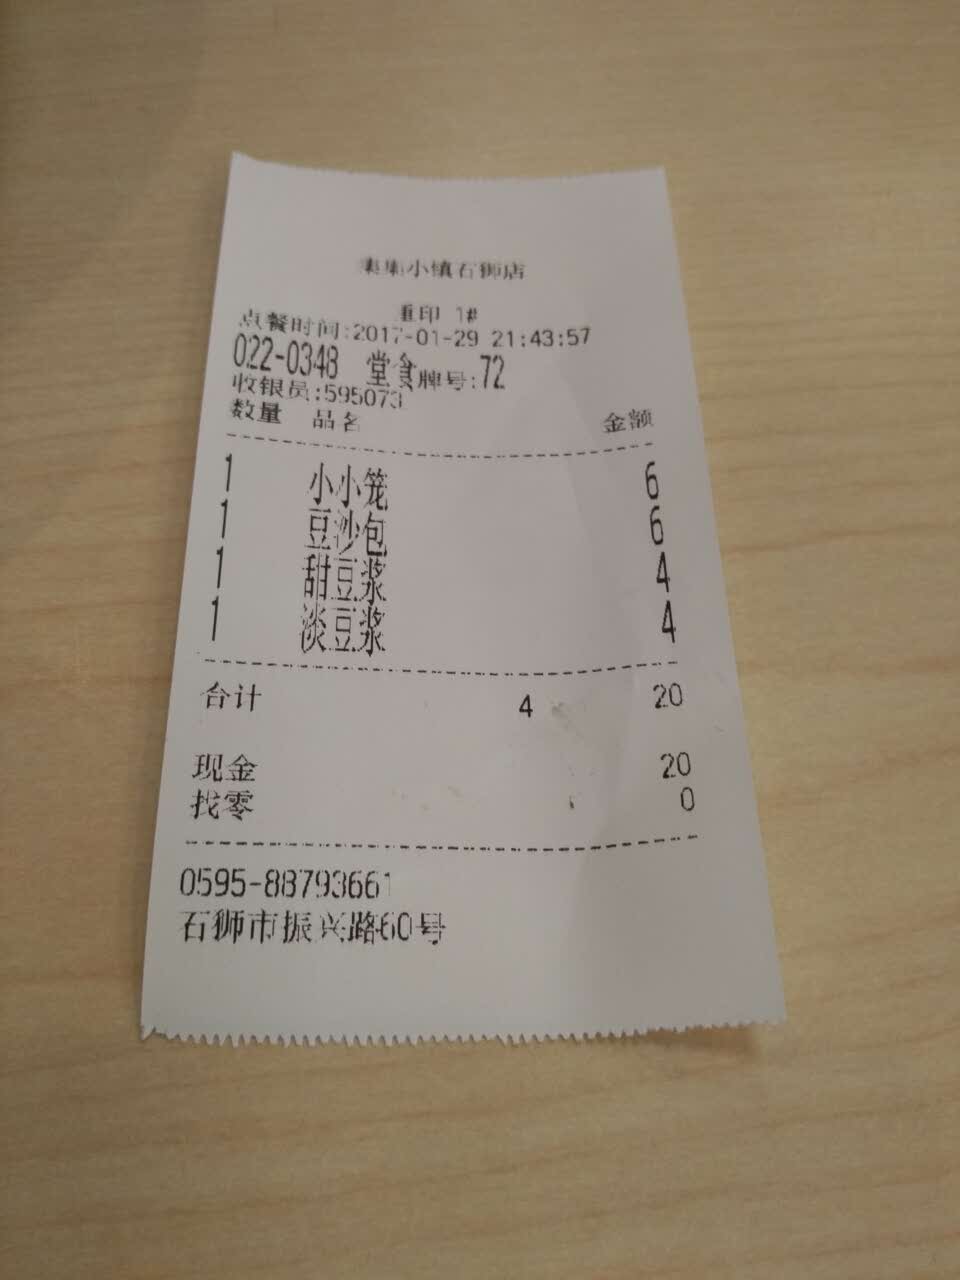 集集小镇石狮店
重印 1#
点餐时间:2017-01-29 21:43:57
022-0348 堂食牌号:72
收银员:595073
数量 品名 金额
1 小小笼 6
1 豆沙包 6
1 甜豆浆 4
1 淡豆浆 4
合计 4 20
现金 20
找零 0
0595-88793661
石狮市振兴路60号